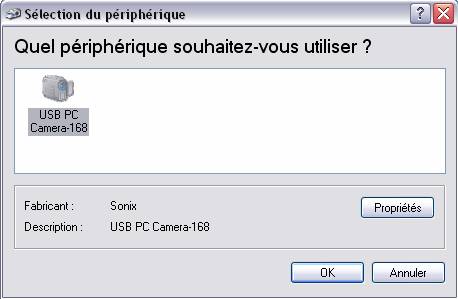 Sélection du périphérique
Quel périphérique souhaitez-vous utiliser ?
USB PC
Camera-168
Fabricant : Sonix
Propriétés
Description : USB PC Camera-168
OK Annuler